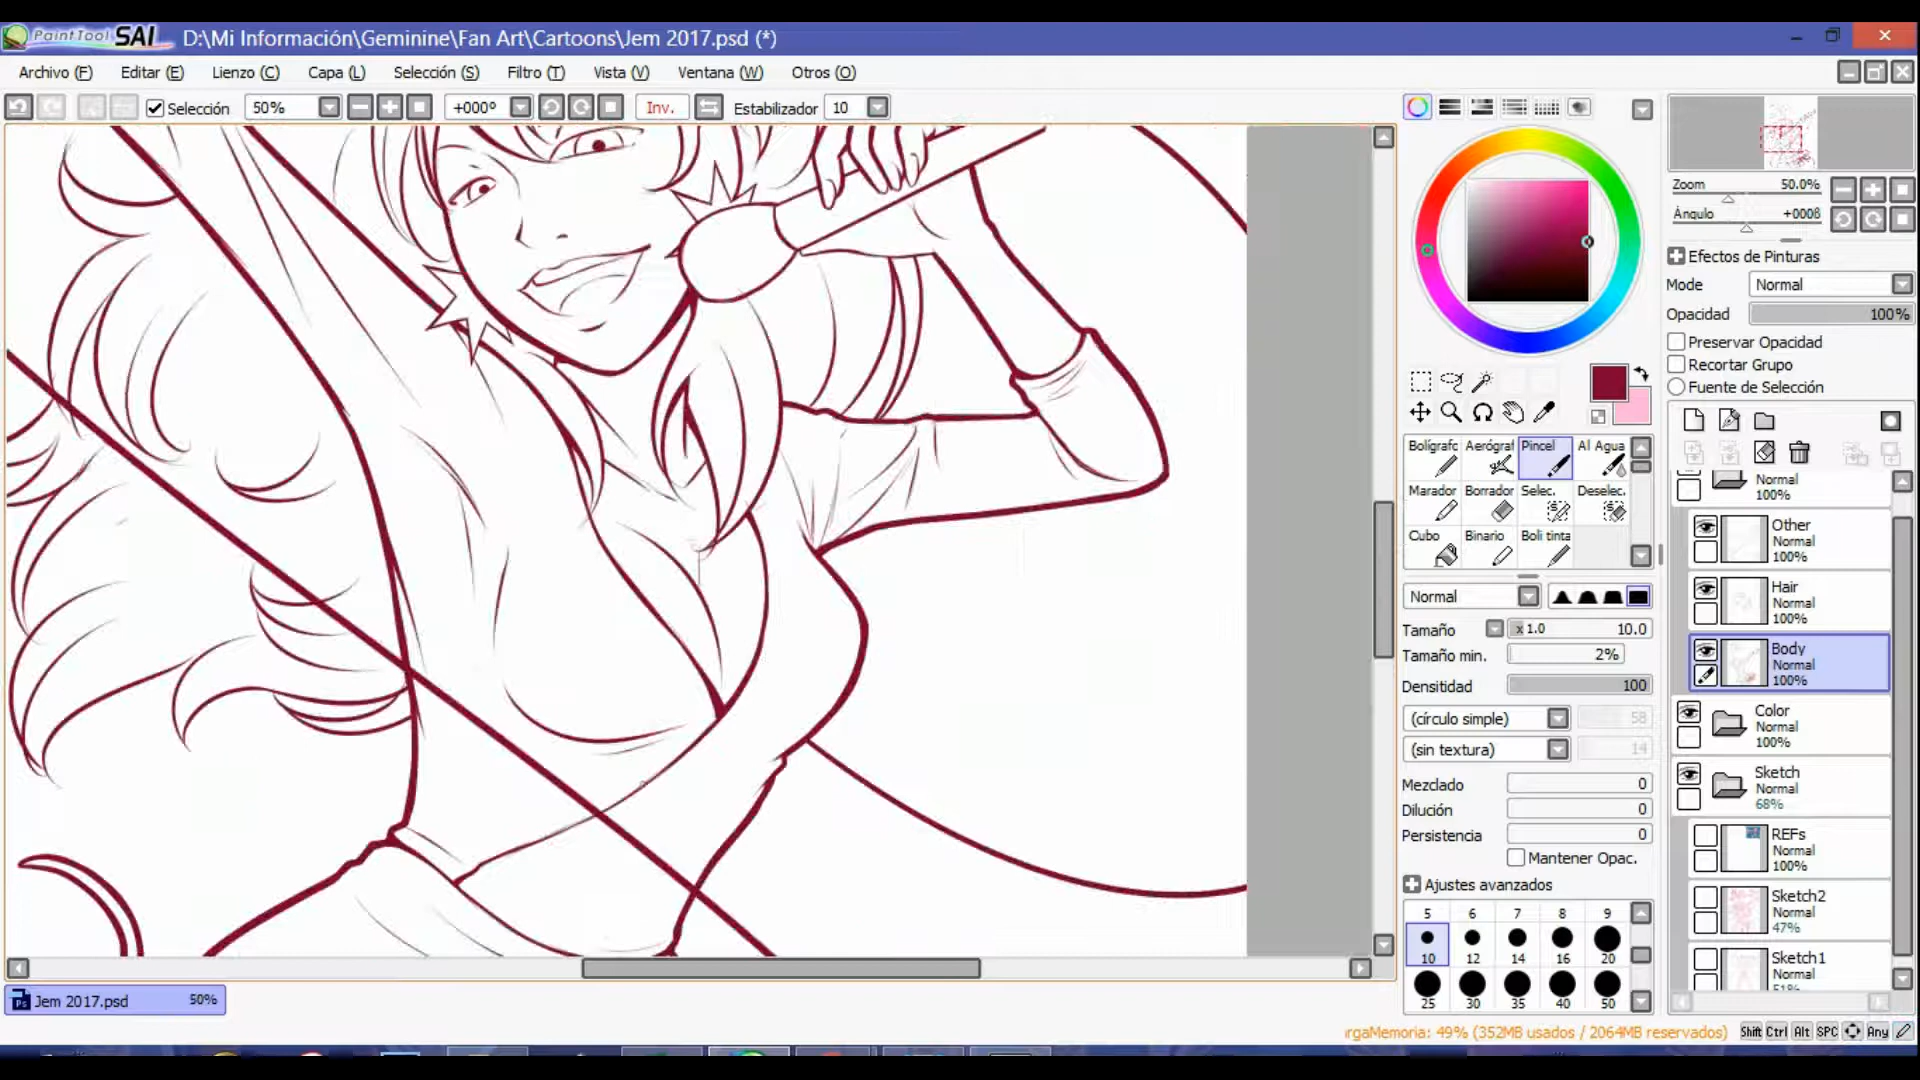 PaintTool SAI D:\Mi Información\Geminine\Fan Art\Cartoons\Jem 2017.psd (*)
Archivo (F) Editar (E) Lienzo (C) Capa (L) Selección (S) Filtro (T) Vista (V) Ventana (W) Otros (O)
Selección 50% +000º Inv. Estabilizador 10
Zoom 50.0%
Ángulo +000ß
Efectos de Pinturas
Mode Normal
Opacidad 100%
Preservar Opacidad
Recortar Grupo
Fuente de Selección
Bolígrafc Aerógraf Pincel Al Agua
Marador Borrador Selec. Deselec.
Cubo Binario Boli tinta
Normal
Tamaño x 1.0 10.0
Tamaño min. 2%
Densitidad 100
(círculo simple) 58
(sin textura) 14
Mezclado 0
Dilución 0
Persistencia 0
Mantener Opac.
Ajustes avanzados
5 6 7 8 9
10 12 14 16 20
25 30 35 40 50
Normal
100%
Other
Normal
100%
Hair
Normal
100%
Body
Normal
100%
Color
Normal
100%
Sketch
Normal
68%
REFs
Normal
100%
Sketch2
Normal
47%
Sketch1
Normal
51%
Jem 2017.psd 50%
rgaMemoria: 49% (352MB usados / 2064MB reservados) Shift Ctrl Alt SPC Any